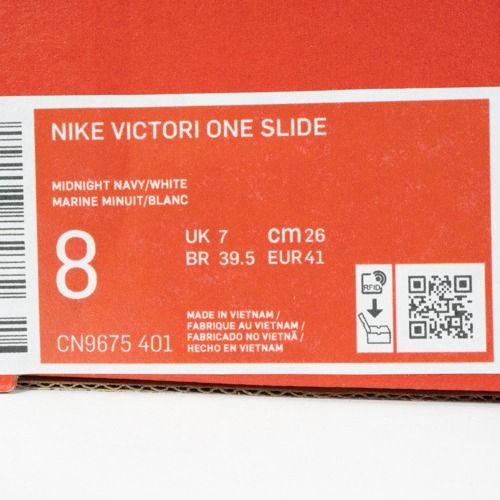 NIKE VICTORI ONE SLIDE
MIDNIGHT NAVY/WHITE
MARINE MINUIT/BLANC
8
UK 7 cm 26
BR 39.5 EUR 41
CN9675 401
MADE IN VIETNAM /
FABRIQUE AU VIETNAM /
FABRICADO NO VIETNÃ /
HECHO EN VIETNAM
RFID